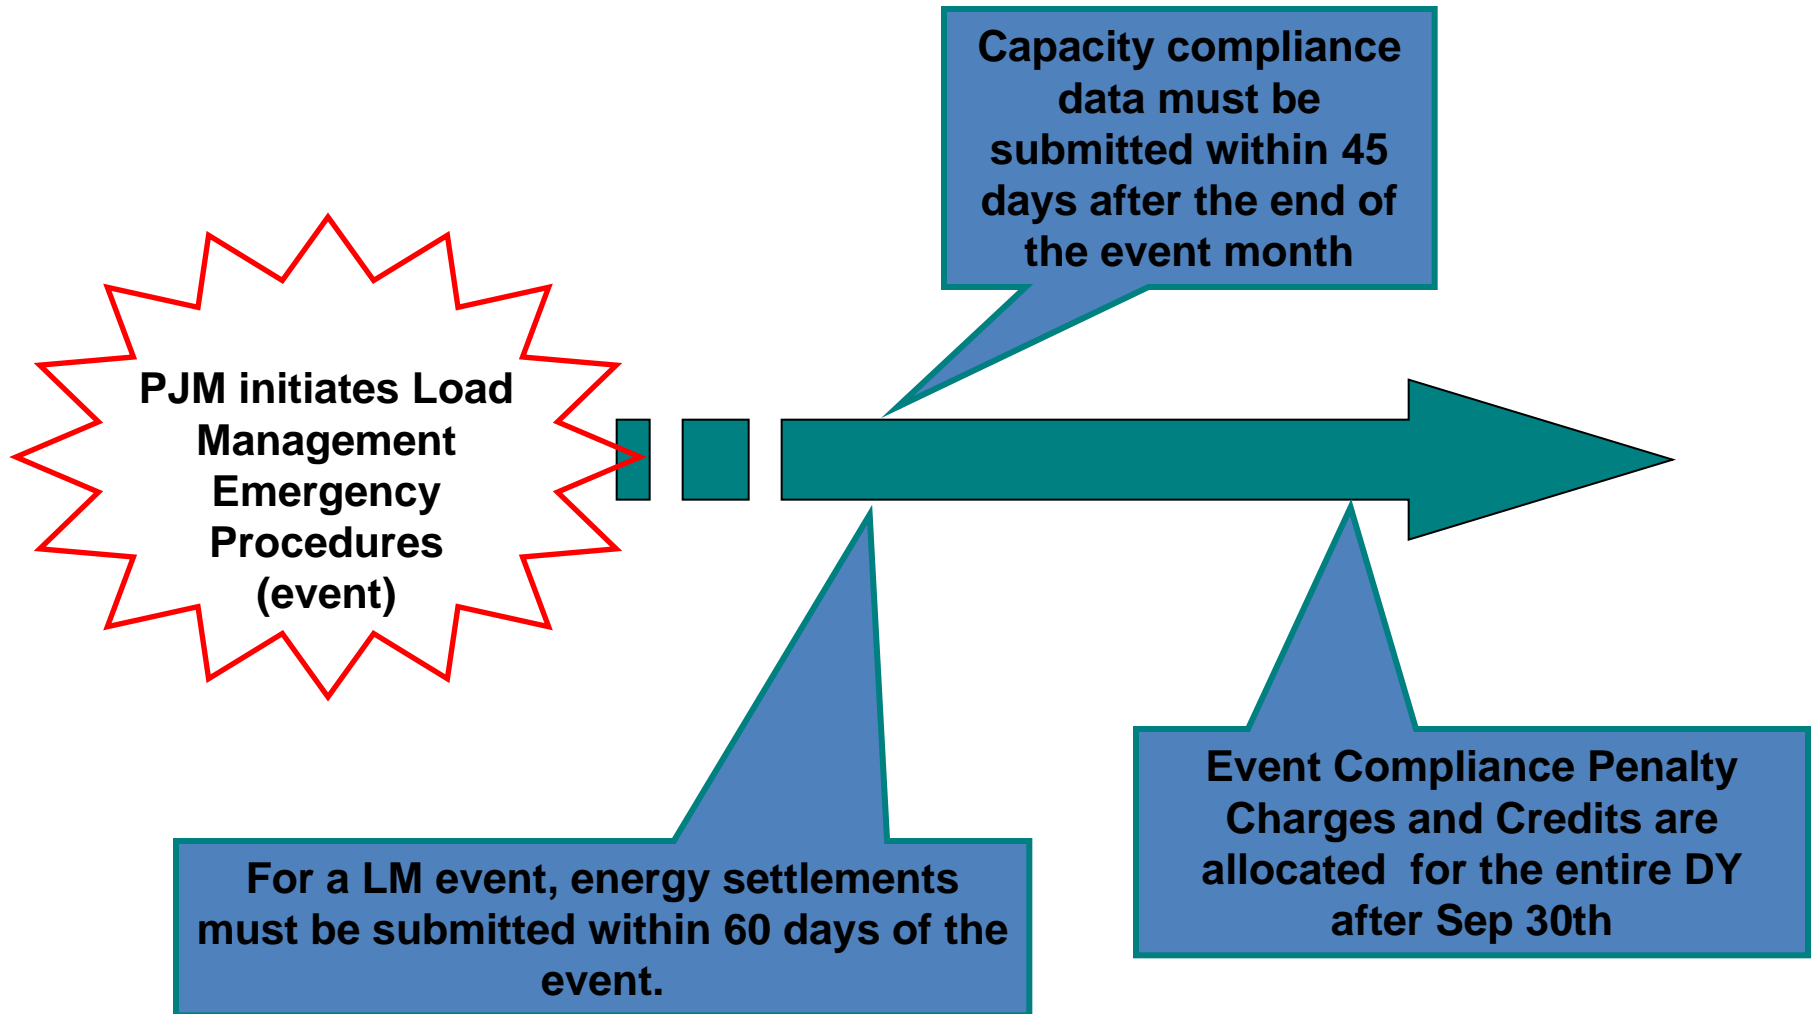 Capacity compliance
data must be
submitted within 45
days after the end of
the event month
PJM initiates Load
Management
Emergency
Procedures
(event)
For a LM event, energy settlements
must be submitted within 60 days of the
event.
Event Compliance Penalty
Charges and Credits are
allocated  for the entire DY
after Sep 30th